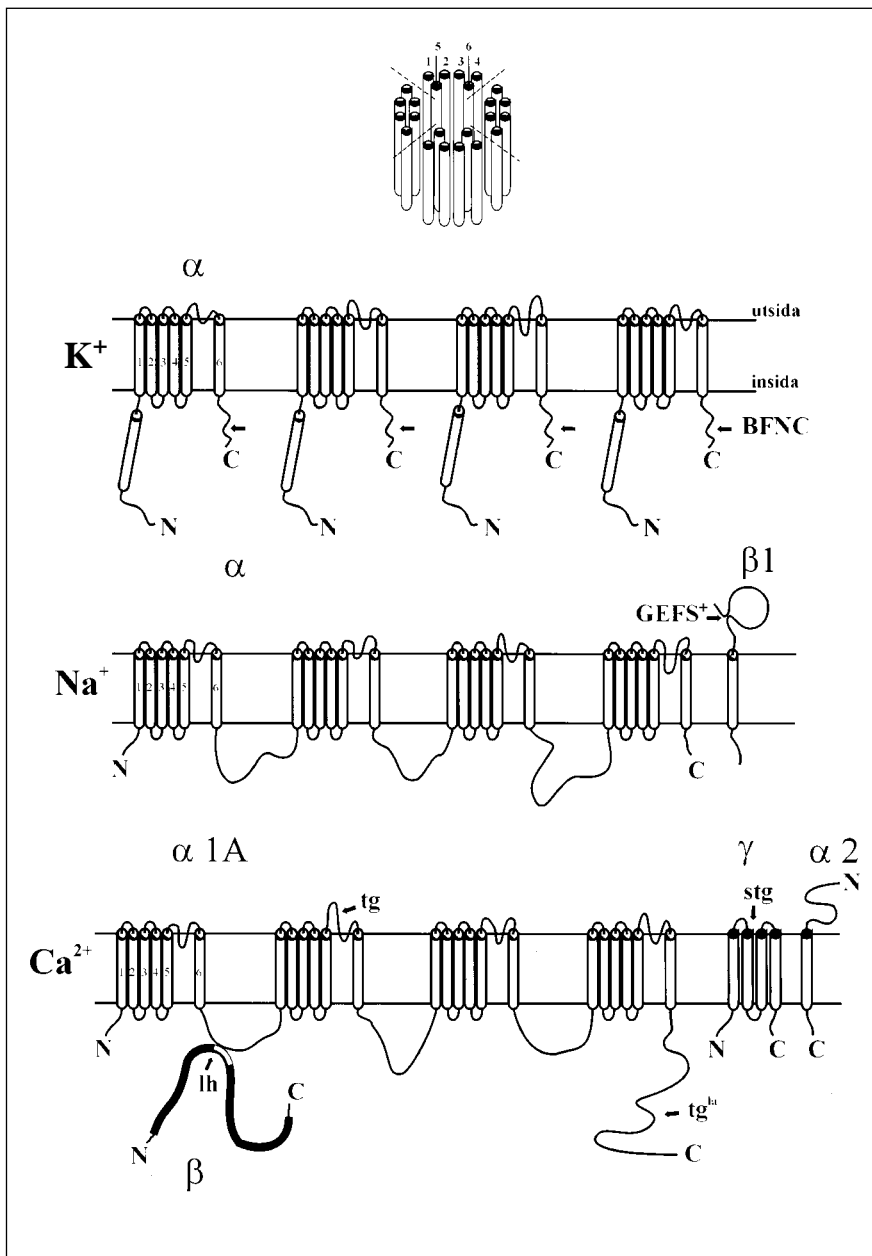 5 6
1 2 3 4
α
K⁺
utsida
1 2 3 4 5 6
insida
C C C C
BFNC
N N N N
α
β1
GEFS⁺
Na⁺
1 2 3 4 5 6
N
C
α 1A
γ
α 2
tg
stg
N
Ca²⁺
1 2 3 4 5 6
N
N C C
lh
C
tgˡᵃ
N
C
β